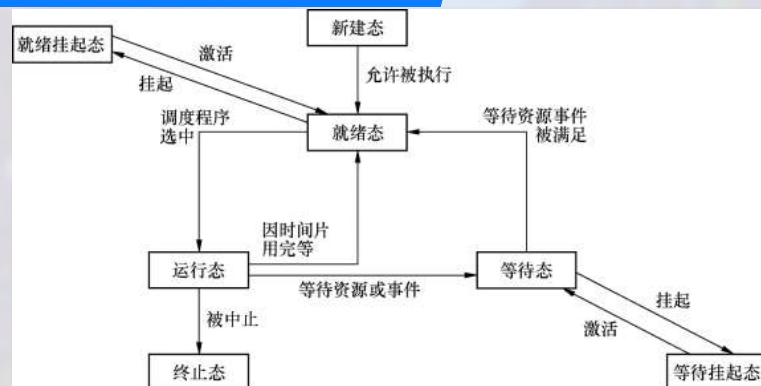 新建态
就绪挂起态
激活
挂起
允许被执行
调度程序
选中
就绪态
等待资源事件
被满足
因时间片
用完等
运行态
等待资源或事件
等待态
挂起
激活
被中止
终止态
等待挂起态